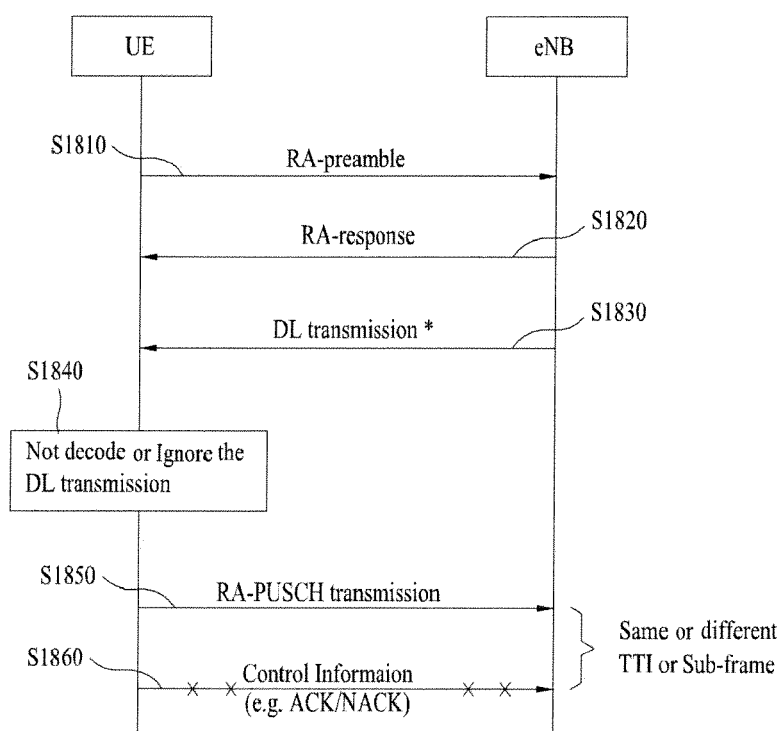 UE
eNB
S1810
RA-preamble
S1820
RA-response
S1830
DL transmission *
S1840
Not decode or Ignore the
DL transmission
S1850
RA-PUSCH transmission
Same or different
TTI or Sub-frame
S1860
Control Informaion
(e.g. ACK/NACK)